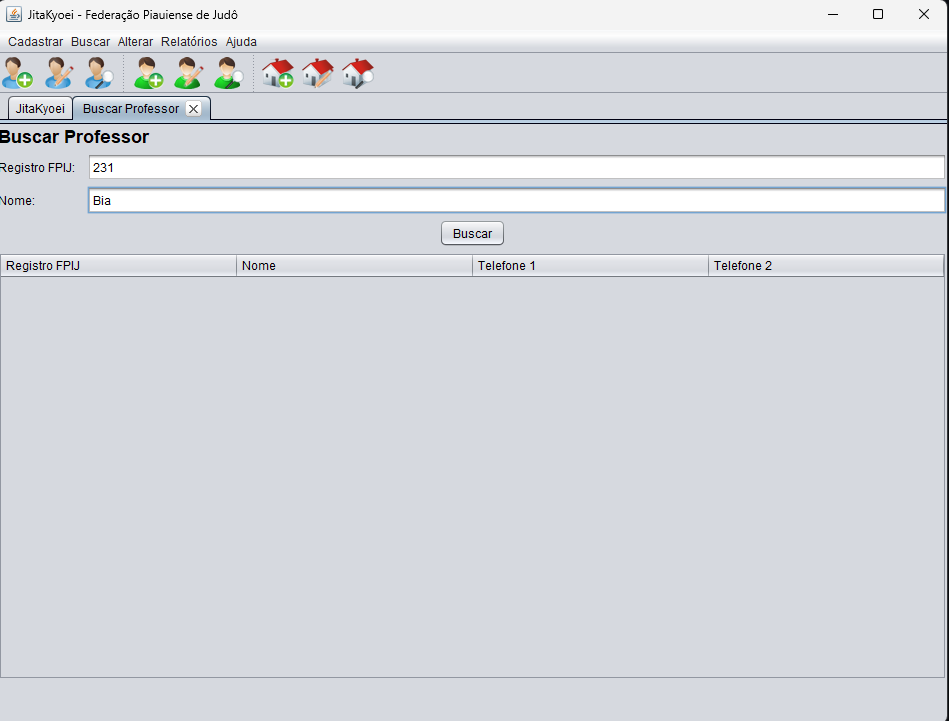 JitaKyoei - Federação Piauiense de Judô
Cadastrar Buscar Alterar Relatórios Ajuda
JitaKyoei Buscar Professor
Buscar Professor
Registro FPIJ: 231
Nome: Bia
Buscar
Registro FPIJ Nome Telefone 1 Telefone 2